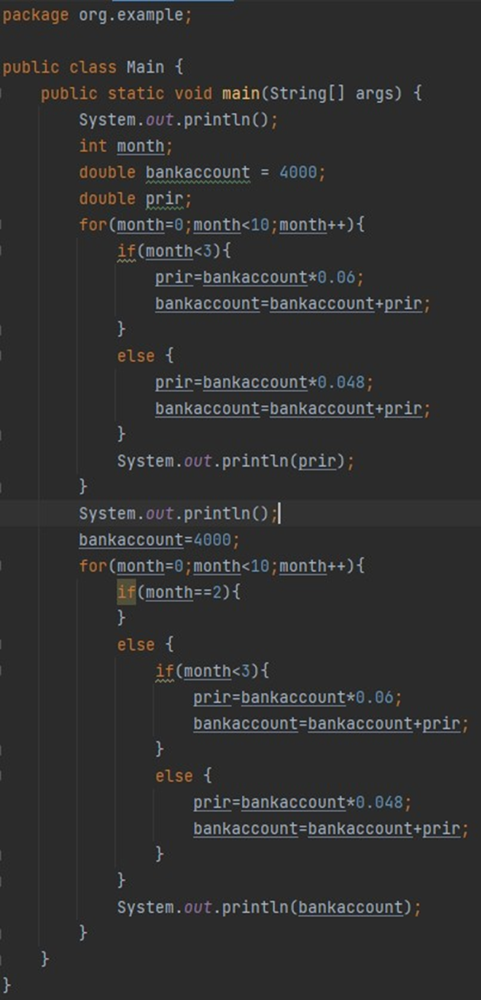 package org.example;
public class Main {
public static void main(String[] args) {
System.out.println();
int month;
double bankaccount = 4000;
double prir;
for(month=0;month<10;month++){
if(month<3){
prir=bankaccount*0.06;
bankaccount=bankaccount+prir;
}
else {
prir=bankaccount*0.048;
bankaccount=bankaccount+prir;
}
System.out.println(prir);
}
System.out.println();
bankaccount=4000;
for(month=0;month<10;month++){
if(month==2){
}
else {
if(month<3){
prir=bankaccount*0.06;
bankaccount=bankaccount+prir;
}
else {
prir=bankaccount*0.048;
bankaccount=bankaccount+prir;
}
}
System.out.println(bankaccount);
}
}
}